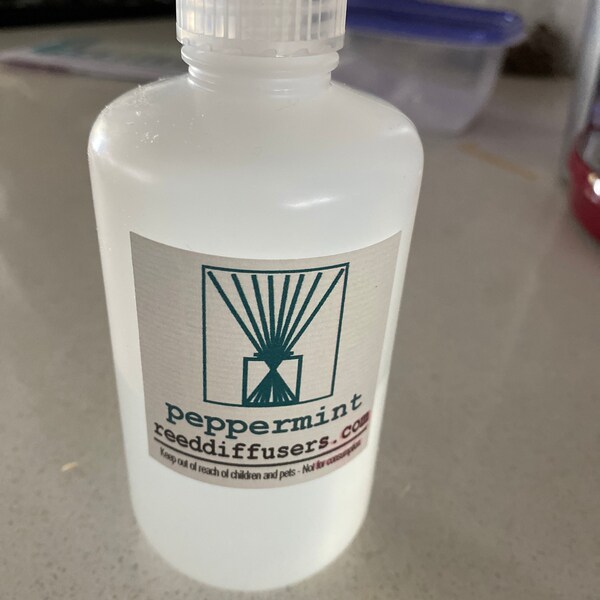 peppermint
reeddiffusers.com
Keep out of reach of children and pets - Not for consumption.